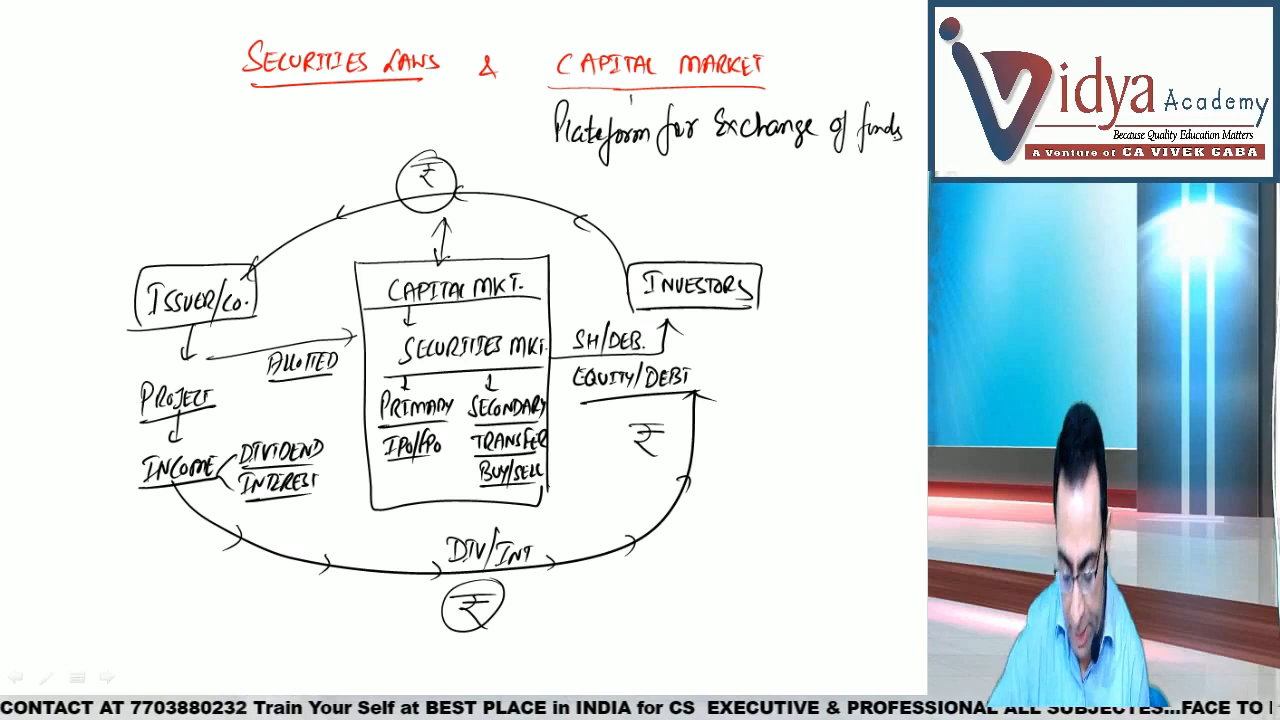 SECURITIES LAWS & CAPITAL MARKET
Plateform for Exchange of funds
₹
ISSUER/CO.
CAPITAL MKT.
INVESTORS
ALLOTTED
SECURITIES MKT.
SH/DEB.
EQUITY/DEBT
PROJECT
PRIMARY
SECONDARY
IPO/FPO
TRANSFER
BUY/SELL
₹
INCOME
DIVIDEND
INTEREST
DIV/INT
₹
Vidya Academy
Because Quality Education Matters
A Venture of CA VIVEK GABA
CONTACT AT 7703880232 Train Your Self at BEST PLACE in INDIA for CS EXECUTIVE & PROFESSIONAL ALL SUBJECTES...FACE TO